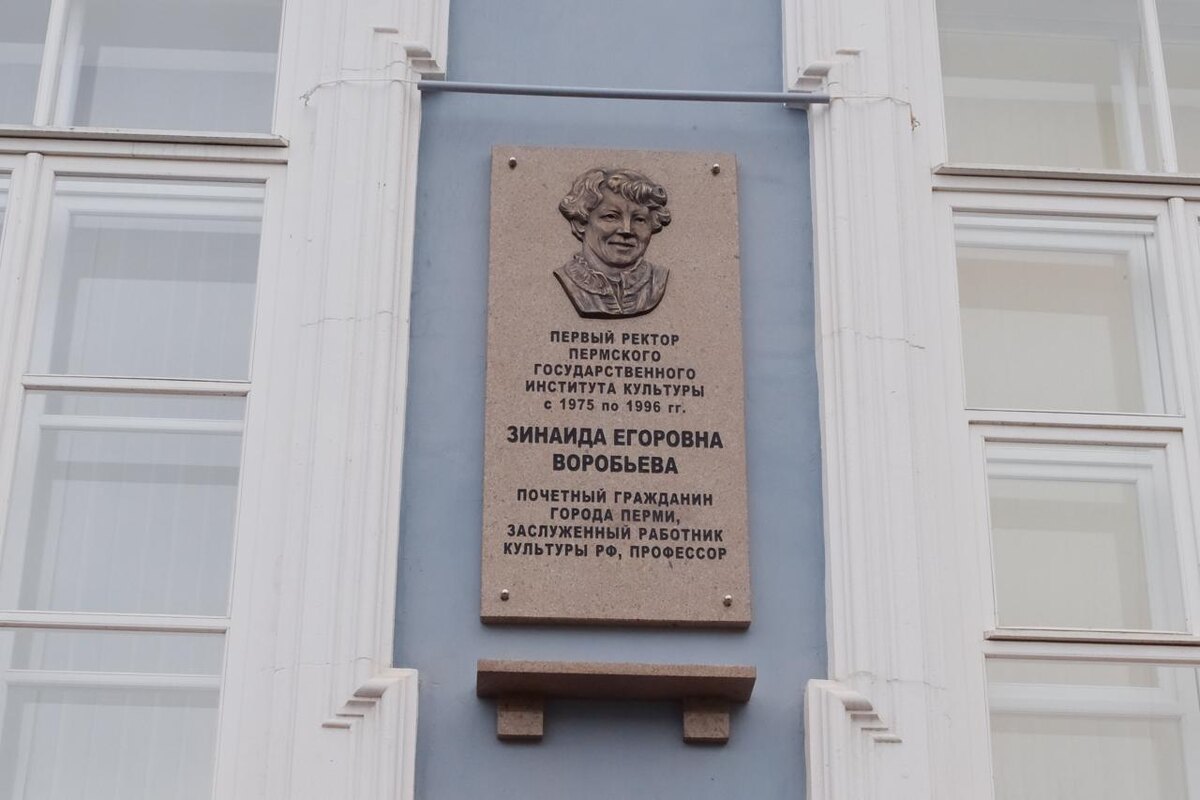 ПЕРВЫЙ РЕКТОР
ПЕРМСКОГО
ГОСУДАРСТВЕННОГО
ИНСТИТУТА КУЛЬТУРЫ
с 1975 по 1996 гг.
ЗИНАИДА ЕГОРОВНА
ВОРОБЬЕВА
ПОЧЕТНЫЙ ГРАЖДАНИН
ГОРОДА ПЕРМИ,
ЗАСЛУЖЕННЫЙ РАБОТНИК
КУЛЬТУРЫ РФ, ПРОФЕССОР